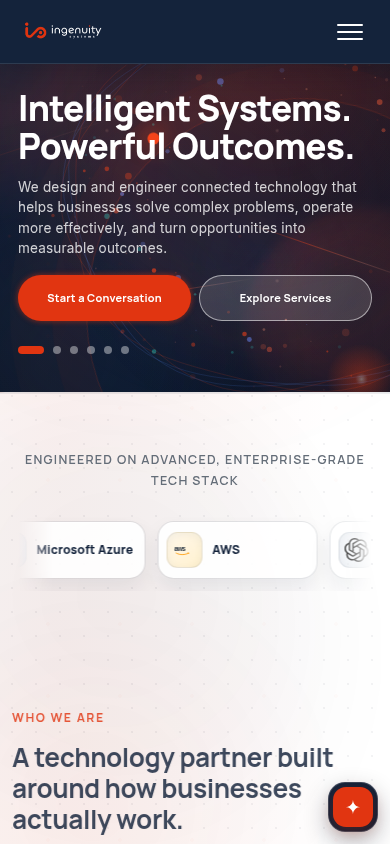 ingenuity
systems
Intelligent Systems.
Powerful Outcomes.
We design and engineer connected technology that
helps businesses solve complex problems, operate
more effectively, and turn opportunities into
measurable outcomes.
Start a Conversation
Explore Services
ENGINEERED ON ADVANCED, ENTERPRISE-GRADE
TECH STACK
Microsoft Azure
aws
AWS
WHO WE ARE
A technology partner built
around how businesses
actually work.